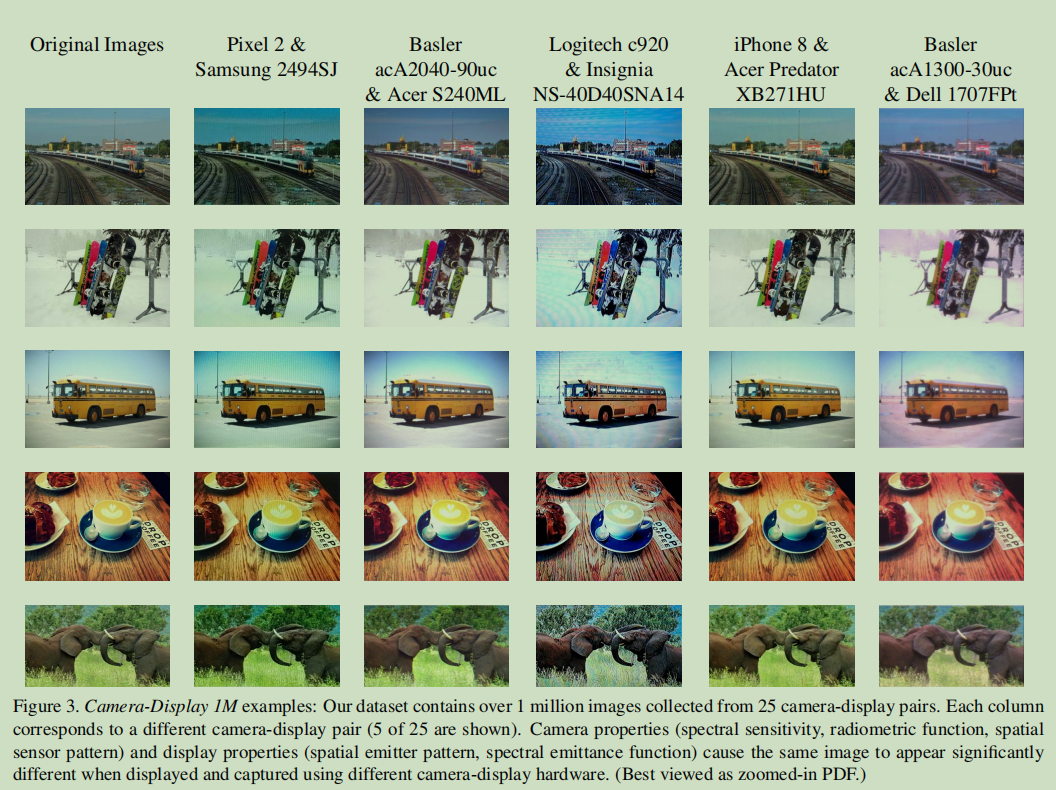 Original Images
Pixel 2 &
Samsung 2494SJ
Basler
acA2040-90uc
& Acer S240ML
Logitech c920
& Insignia
NS-40D40SNA14
iPhone 8 &
Acer Predator
XB271HU
Basler
acA1300-30uc
& Dell 1707FPt
DROP
COFFEE
Figure 3. Camera-Display 1M examples: Our dataset contains over 1 million images collected from 25 camera-display pairs. Each column
corresponds to a different camera-display pair (5 of 25 are shown). Camera properties (spectral sensitivity, radiometric function, spatial
sensor pattern) and display properties (spatial emitter pattern, spectral emittance function) cause the same image to appear significantly
different when displayed and captured using different camera-display hardware. (Best viewed as zoomed-in PDF.)